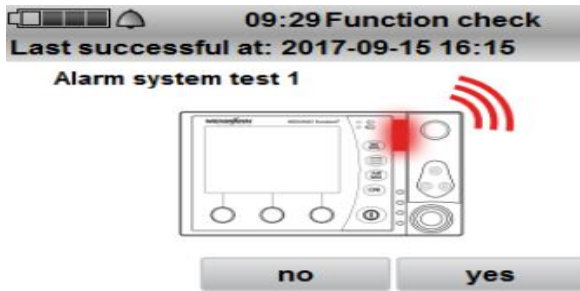 09:29 Function check
Last successful at: 2017-09-15 16:15
Alarm system test 1
no
yes